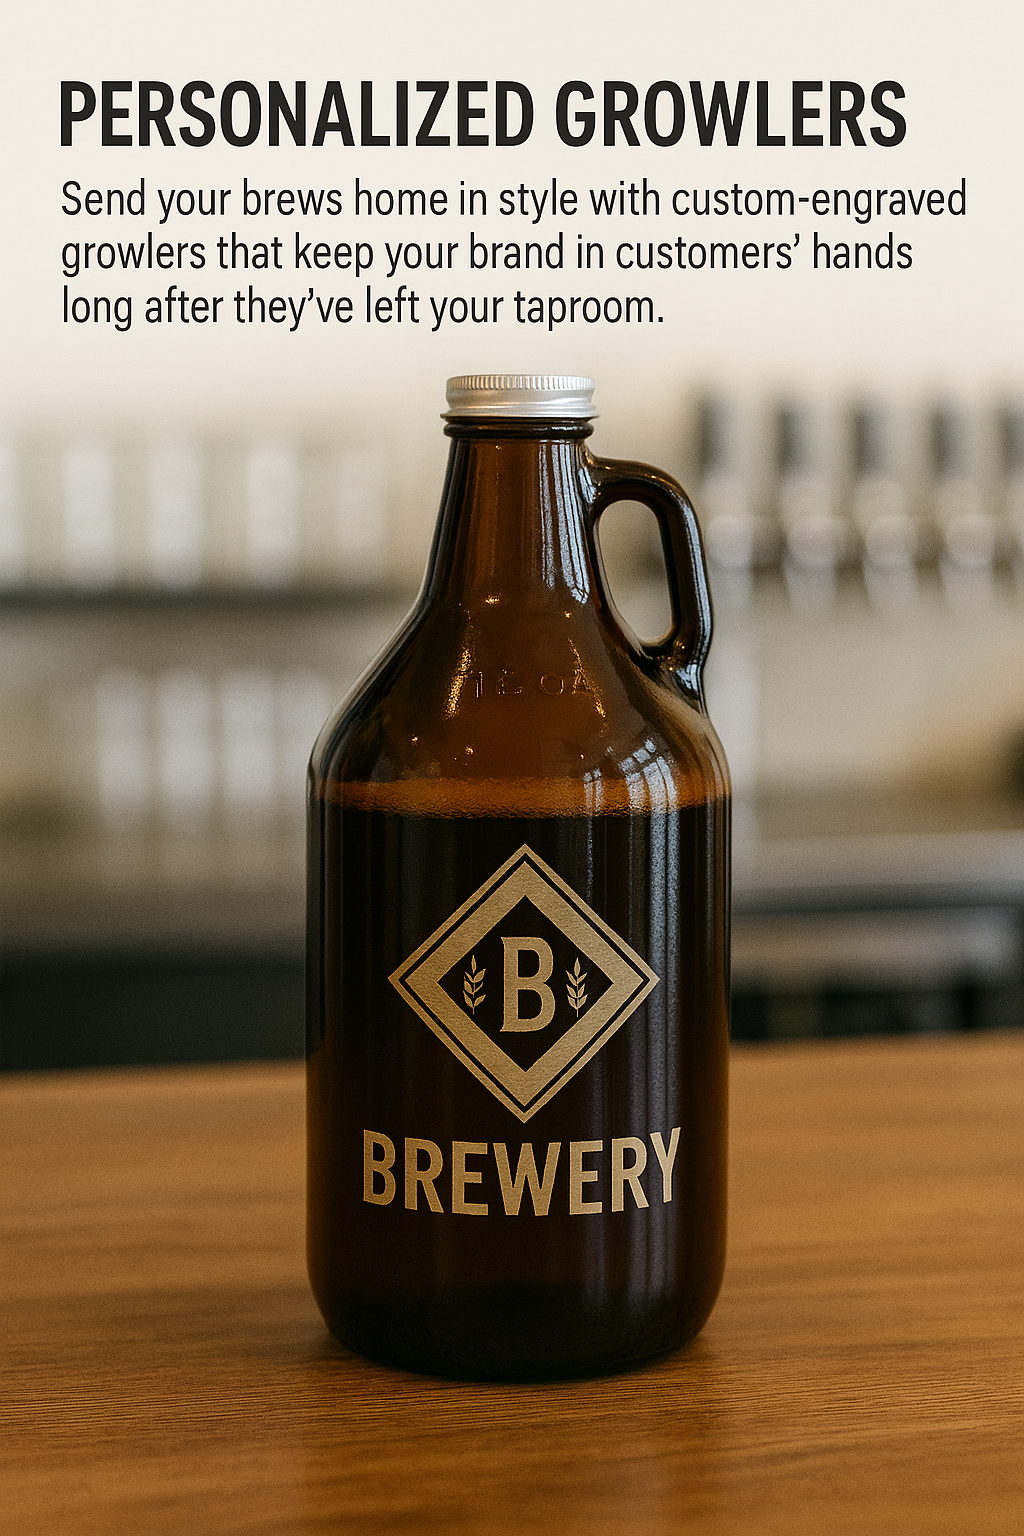 PERSONALIZED GROWLERS
Send your brews home in style with custom-engraved
growlers that keep your brand in customers’ hands
long after they’ve left your taproom.
B
BREWERY